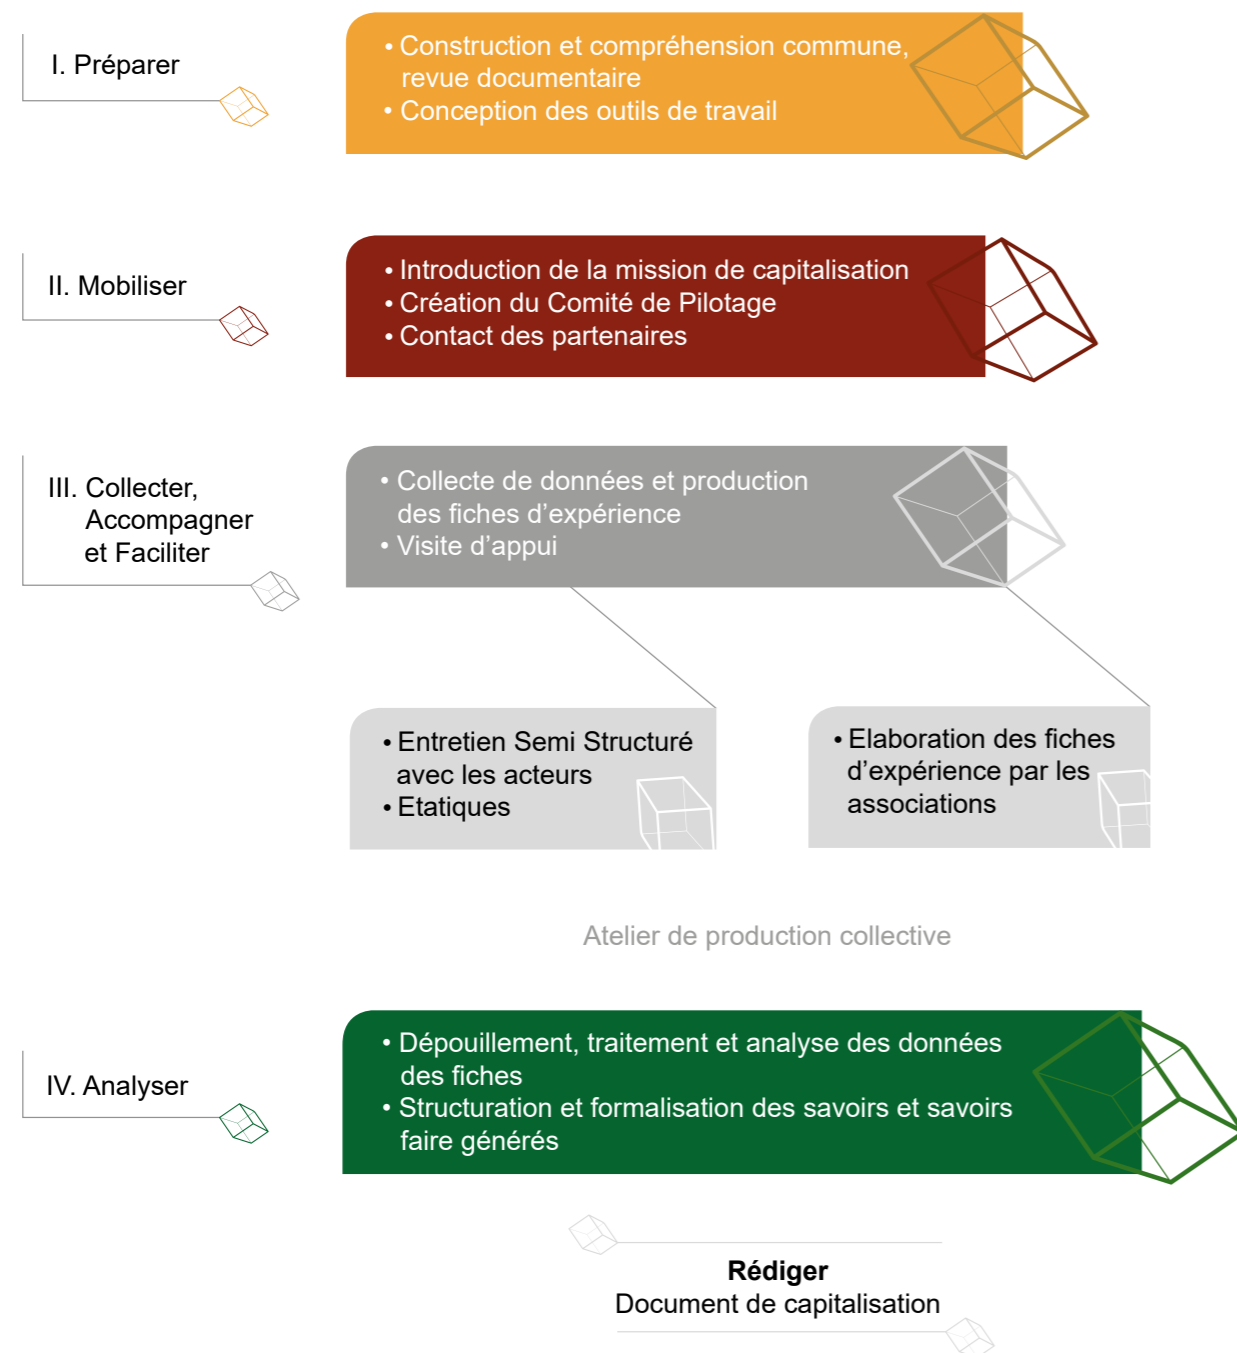 I. Préparer
• Construction et compréhension commune,
revue documentaire
• Conception des outils de travail
II. Mobiliser
• Introduction de la mission de capitalisation
• Création du Comité de Pilotage
• Contact des partenaires
III. Collecter,
Accompagner
et Faciliter
• Collecte de données et production
des fiches d’expérience
• Visite d’appui
• Entretien Semi Structuré
avec les acteurs
• Etatiques
• Elaboration des fiches
d’expérience par les
associations
Atelier de production collective
IV. Analyser
• Dépouillement, traitement et analyse des données
des fiches
• Structuration et formalisation des savoirs et savoirs
faire générés
Rédiger
Document de capitalisation